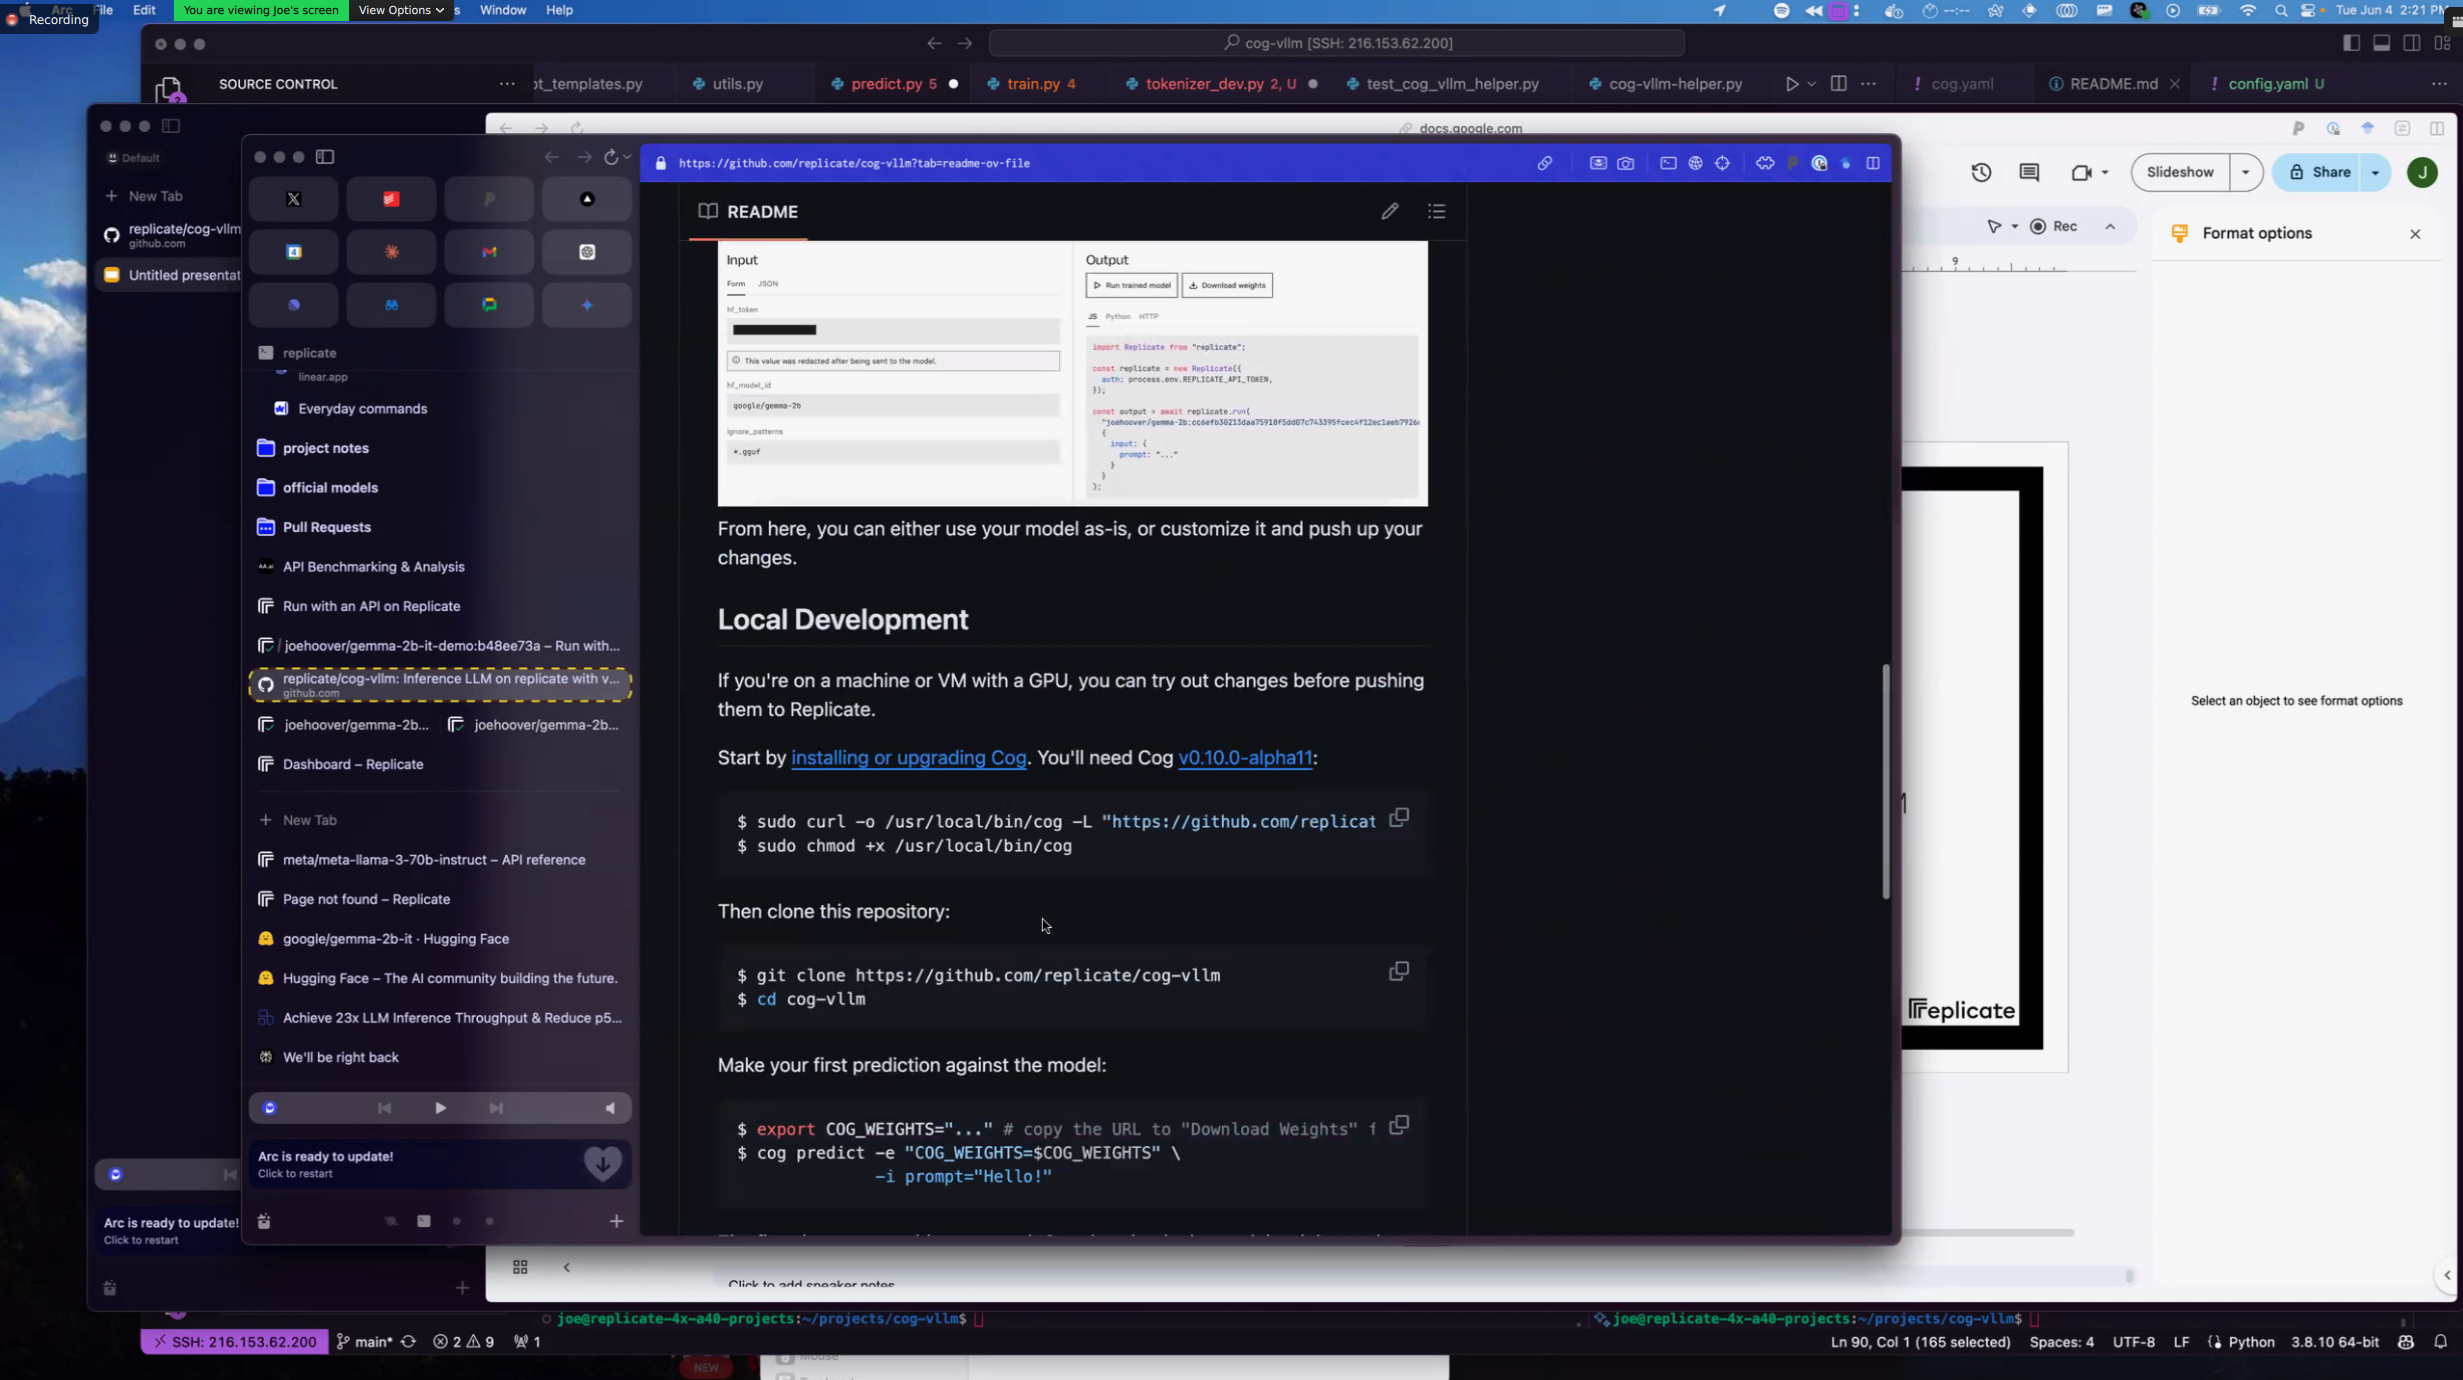 Recording
Arc File Edit
You are viewing Joe's screen
View Options
Window Help
Tue Jun 4 2:21 PM
cog-vllm [SSH: 216.153.62.200]
SOURCE CONTROL
ot_templates.py
utils.py
predict.py 5
train.py 4
tokenizer_dev.py 2, U
test_cog_vllm_helper.py
cog-vllm-helper.py
cog.yaml
README.md
config.yaml U
Default
New Tab
replicate/cog-vllm
github.com
Untitled presentat
docs.google.com
https://github.com/replicate/cog-vllm?tab=readme-ov-file
Slideshow
Share
J
Rec
9
Format options
Select an object to see format options
replicate
linear.app
Everyday commands
project notes
official models
Pull Requests
API Benchmarking & Analysis
Run with an API on Replicate
joehoover/gemma-2b-it-demo:b48ee73a – Run with...
replicate/cog-vllm: Inference LLM on replicate with v...
github.com
joehoover/gemma-2b... joehoover/gemma-2b...
Dashboard – Replicate
New Tab
meta/meta-llama-3-70b-instruct – API reference
Page not found – Replicate
google/gemma-2b-it · Hugging Face
Hugging Face – The AI community building the future.
Achieve 23x LLM Inference Throughput & Reduce p5...
We'll be right back
Arc is ready to update!
Click to restart
Arc is ready to update!
Click to restart
README
Input
Form JSON
hf_token
This value was redacted after being sent to the model.
hf_model_id
google/gemma-2b
ignore_patterns
*.gguf
Output
Run trained model Download weights
JS Python HTTP
import Replicate from "replicate";
const replicate = new Replicate({
auth: process.env.REPLICATE_API_TOKEN,
});
const output = await replicate.run(
{
input: {
prompt: "..."
}
}
);
From here, you can either use your model as-is, or customize it and push up your
changes.
Local Development
If you're on a machine or VM with a GPU, you can try out changes before pushing
them to Replicate.
Start by installing or upgrading Cog. You'll need Cog v0.10.0-alpha11:
$ sudo curl -o /usr/local/bin/cog -L "https://github.com/replicat
$ sudo chmod +x /usr/local/bin/cog
Then clone this repository:
$ git clone https://github.com/replicate/cog-vllm
$ cd cog-vllm
Make your first prediction against the model:
$ export COG_WEIGHTS="..." # copy the URL to "Download Weights" f
$ cog predict -e "COG_WEIGHTS=$COG_WEIGHTS" \
-i prompt="Hello!"
replicate
Click to add speaker notes
joe@replicate-4x-a40-projects:~/projects/cog-vllm$
joe@replicate-4x-a40-projects:~/projects/cog-vllm$
SSH: 216.153.62.200 main* 2 9 1
Ln 90, Col 1 (165 selected) Spaces: 4 UTF-8 LF Python 3.8.10 64-bit
NEW
Mouse